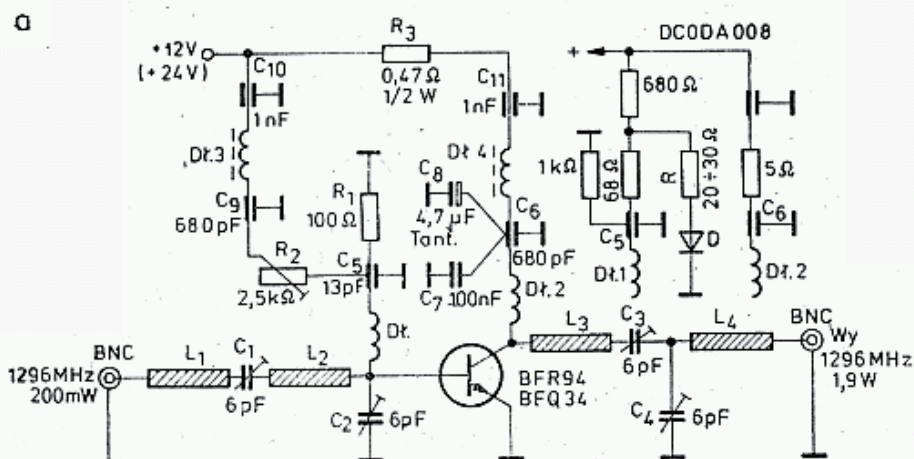 a
+12V
(+24V)
C10
1nF
R3
0,47Ω
1/2 W
C11
1nF
DC0DA008
+
680Ω
Dł.3
C9
680pF
R1
100Ω
C8
4,7µF
Tant.
Dł 4
C6
680pF
1kΩ
68Ω
R
20÷30Ω
5Ω
C5
D
C6
Dł.1
Dł.2
R2
2,5kΩ
C5
13pF
C7 100nF
Dł.2
Dł.
BNC
1296MHz
200mW
L1
C1
6pF
L2
C2
6pF
BFR94
BFQ34
L3
C3
6pF
L4
C4
6pF
BNC
Wy
1296MHz
1,9W